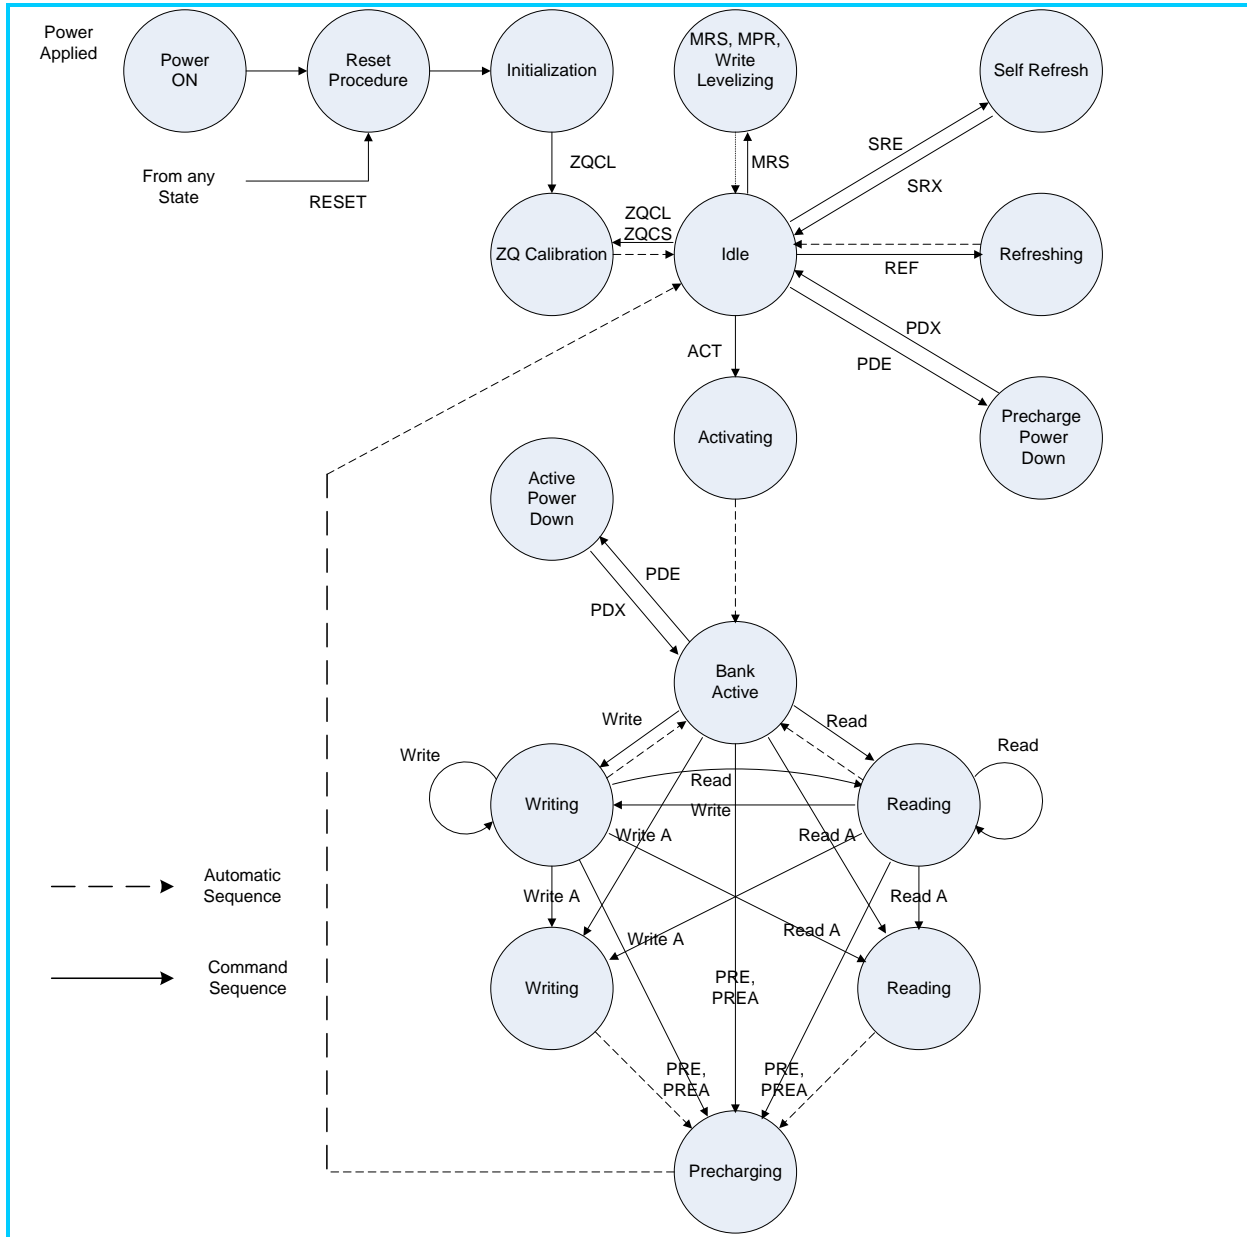 Power
Applied
Power
ON
Reset
Procedure
Initialization
MRS, MPR,
Write
Levelizing
Self Refresh
From any
State
RESET
ZQCL
MRS
SRE
SRX
ZQCL
ZQCS
ZQ Calibration
Idle
REF
Refreshing
ACT
PDX
PDE
Activating
Precharge
Power
Down
Active
Power
Down
PDE
PDX
Bank
Active
Write
Read
Write
Read
Writing
Read
Write
Reading
Write A
Read A
Automatic
Sequence
Write A
Read A
Write A
Read A
Command
Sequence
Writing
PRE,
PREA
Reading
PRE,
PREA
PRE,
PREA
Precharging